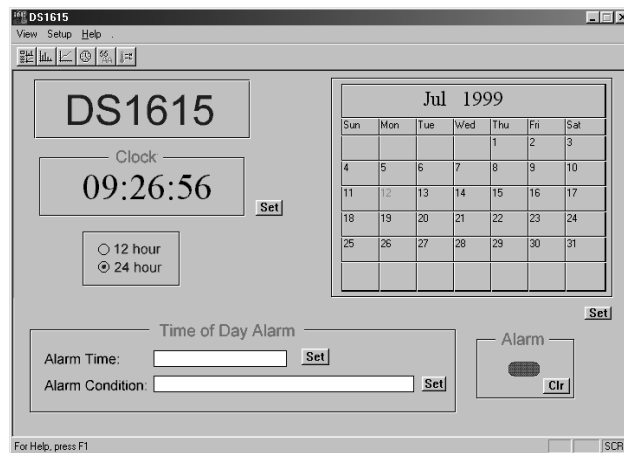 DS1615
View Setup Help .
DS1615
Clock
09:26:56
Set
12 hour
24 hour
Jul 1999
Sun Mon Tue Wed Thu Fri Sat
1 2 3
4 5 6 7 8 9 10
11 12 13 14 15 16 17
18 19 20 21 22 23 24
25 26 27 28 29 30 31
Set
Time of Day Alarm
Alarm Time: Set
Alarm Condition: Set
Alarm
Clr
For Help, press F1
SCR